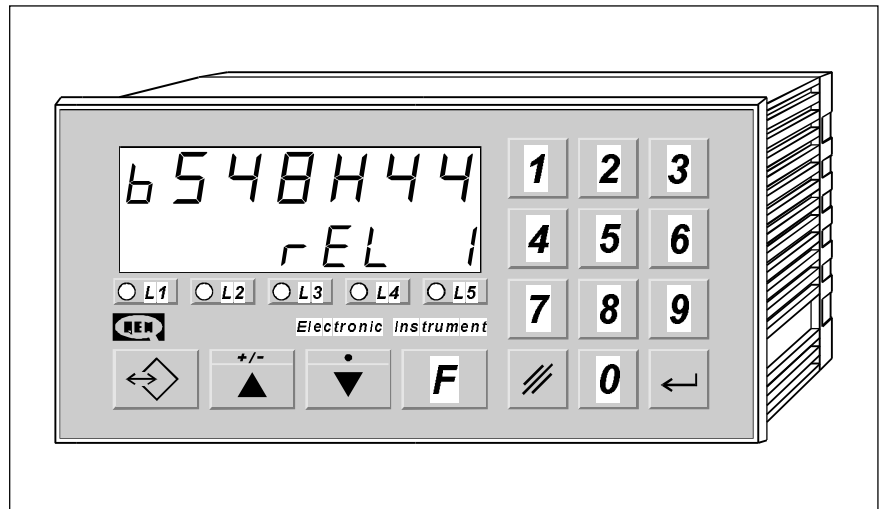 b548H44
rEL 1
L1 L2 L3 L4 L5
QEM
Electronic Instrument
+/-
F
1 2 3
4 5 6
7 8 9
0